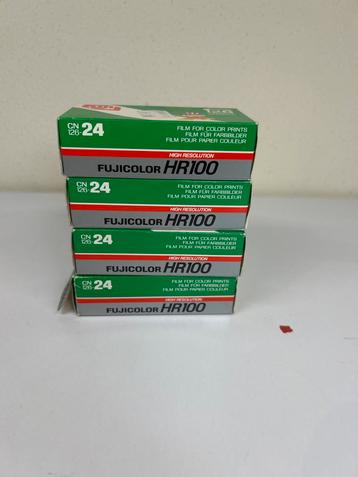 126
CN
126-24
FILM FOR COLOR PRINTS
FILM FÜR FARBBILDER
FILM POUR PAPIER COULEUR
HIGH RESOLUTION
FUJICOLOR HR100
CN
126-24
FILM FOR COLOR PRINTS
FILM FÜR FARBBILDER
FILM POUR PAPIER COULEUR
HIGH RESOLUTION
FUJICOLOR HR100
CN
126-24
FILM FOR COLOR PRINTS
FILM FÜR FARBBILDER
FILM POUR PAPIER COULEUR
HIGH RESOLUTION
FUJICOLOR HR100
CN
126-24
FILM FOR COLOR PRINTS
FILM FÜR FARBBILDER
FILM POUR PAPIER COULEUR
HIGH RESOLUTION
FUJICOLOR HR100